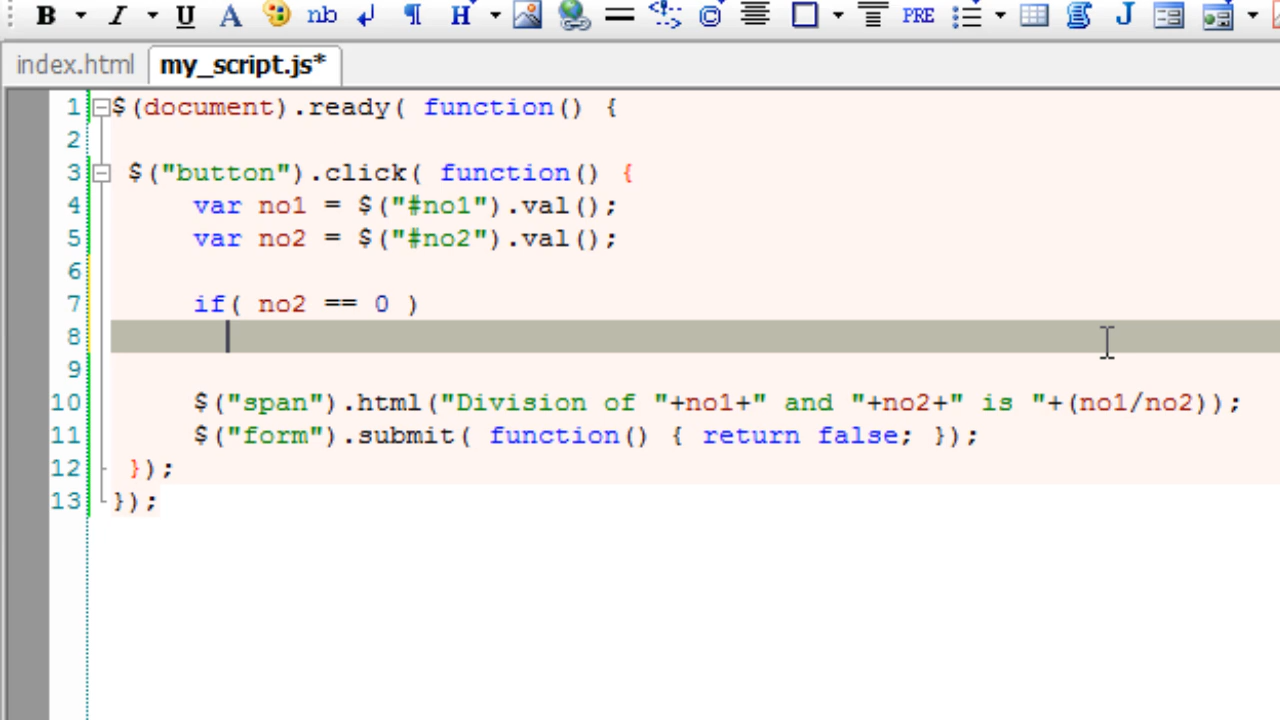 B I U A nb ¶ H © PRE J
index.html my_script.js*
1 $(document).ready( function() {
2
3 $("button").click( function() {
4 var no1 = $("#no1").val();
5 var no2 = $("#no2").val();
6
7 if( no2 == 0 )
8
9
10 $("span").html("Division of "+no1+" and "+no2+" is "+(no1/no2));
11 $("form").submit( function() { return false; });
12 });
13 });